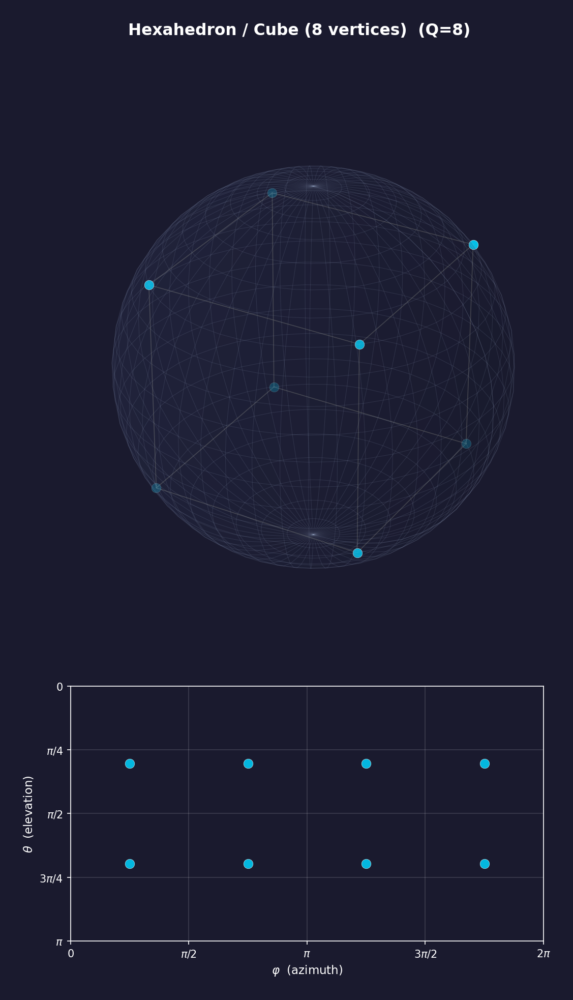 Hexahedron / Cube (8 vertices)  (Q=8)
0
π/4
π/2
3π/4
π
θ  (elevation)
0
π/2
π
3π/2
2π
φ  (azimuth)